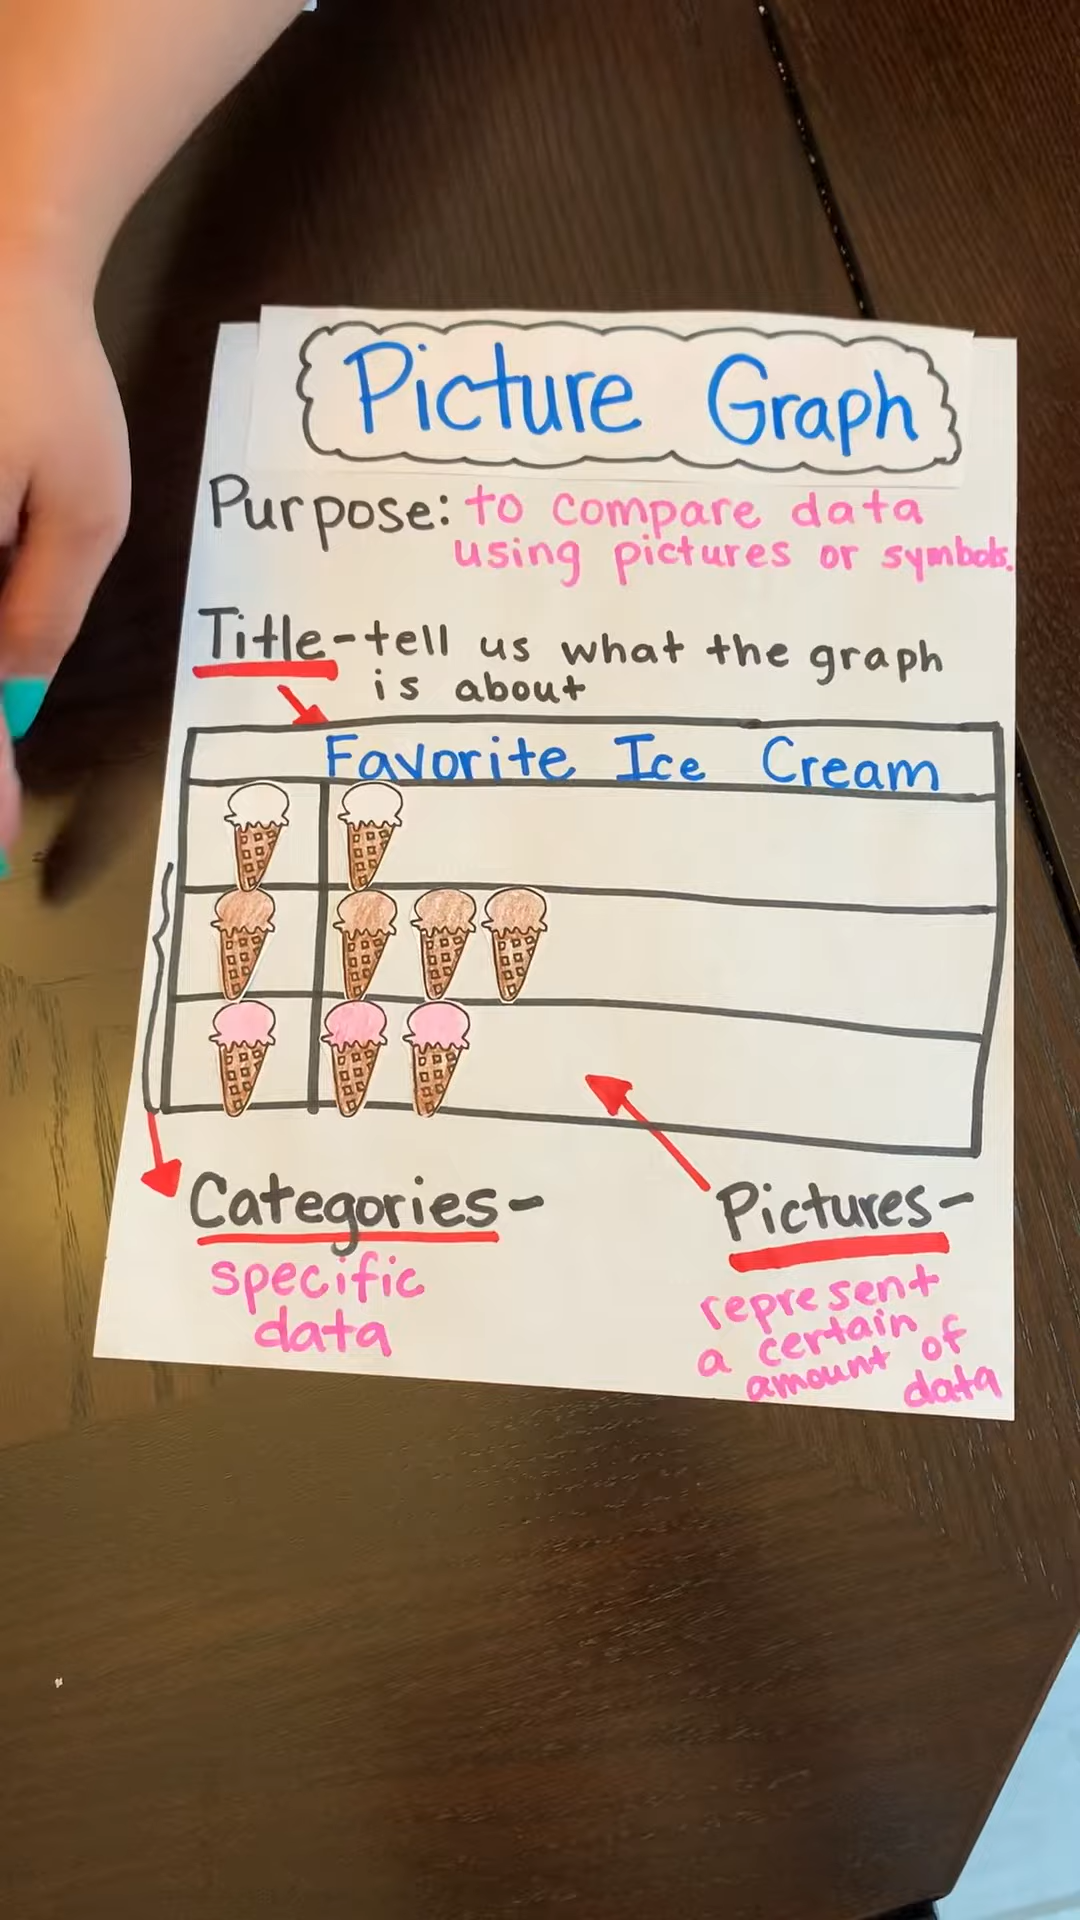 Picture Graph
Purpose: to compare data
using pictures or symbols.
Title-tell us what the graph
is about
Favorite Ice Cream
Categories-
specific
data
Pictures-
represent
a certain
amount of
data